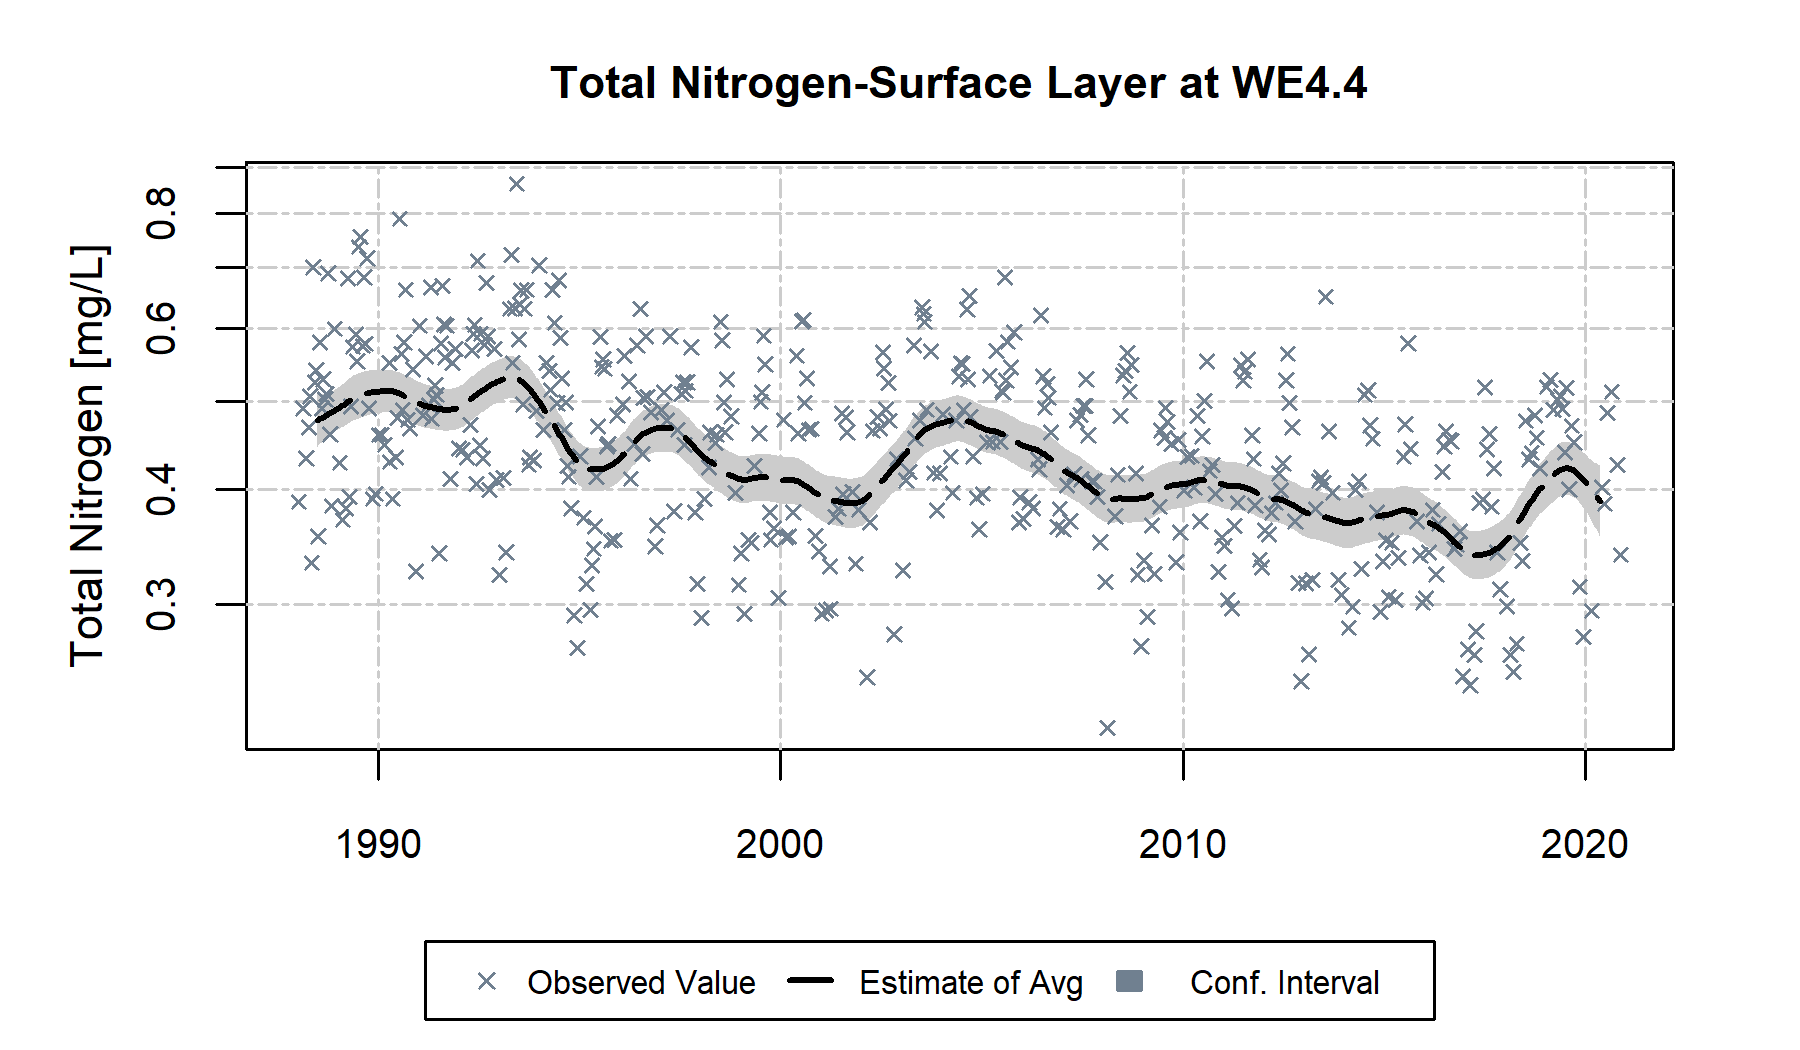 Total Nitrogen-Surface Layer at WE4.4
Total Nitrogen [mg/L]
0.8
0.6
0.4
0.3
1990 2000 2010 2020
Observed Value Estimate of Avg Conf. Interval